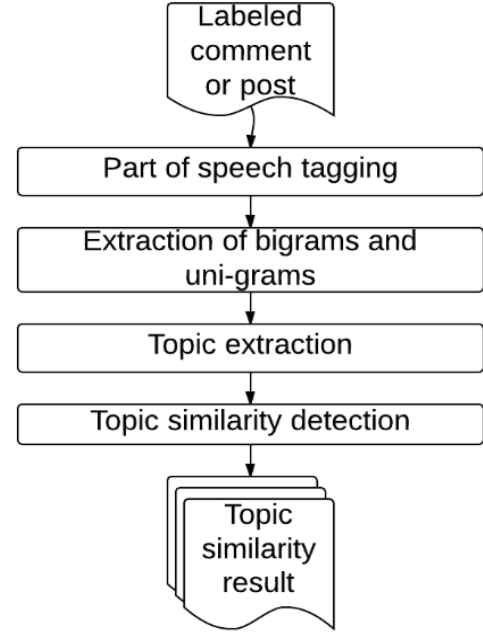 Labeled
comment
or post
Part of speech tagging
Extraction of bigrams and
uni-grams
Topic extraction
Topic similarity detection
Topic
similarity
result